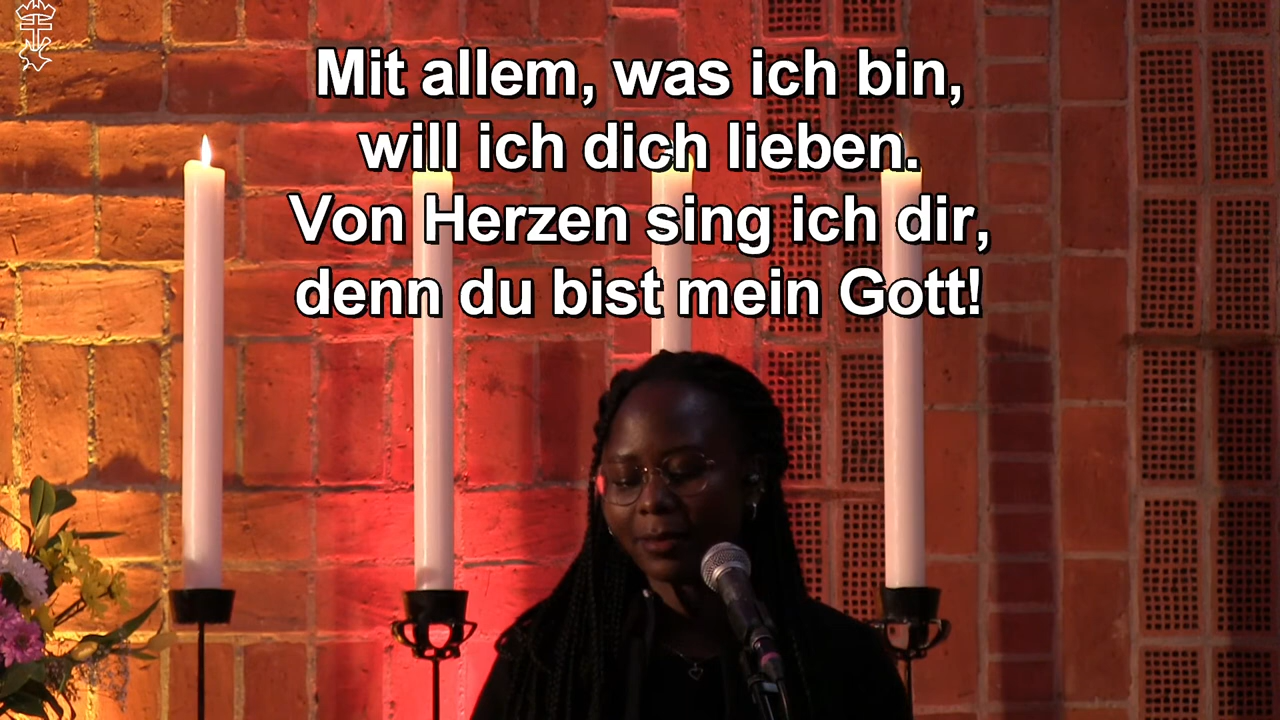 Mit allem, was ich bin,
will ich dich lieben.
Von Herzen sing ich dir,
denn du bist mein Gott!